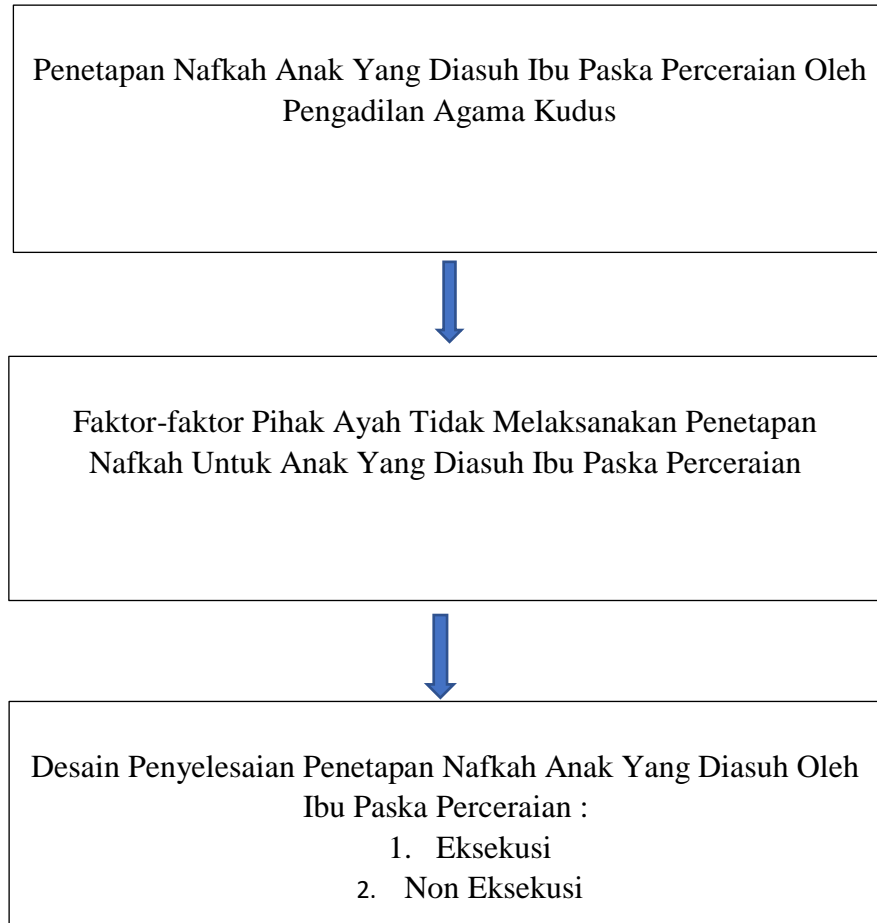 Penetapan Nafkah Anak Yang Diasuh Ibu Paska Perceraian Oleh
Pengadilan Agama Kudus
Faktor-faktor Pihak Ayah Tidak Melaksanakan Penetapan
Nafkah Untuk Anak Yang Diasuh Ibu Paska Perceraian
Desain Penyelesaian Penetapan Nafkah Anak Yang Diasuh Oleh
Ibu Paska Perceraian :
1. Eksekusi
2. Non Eksekusi